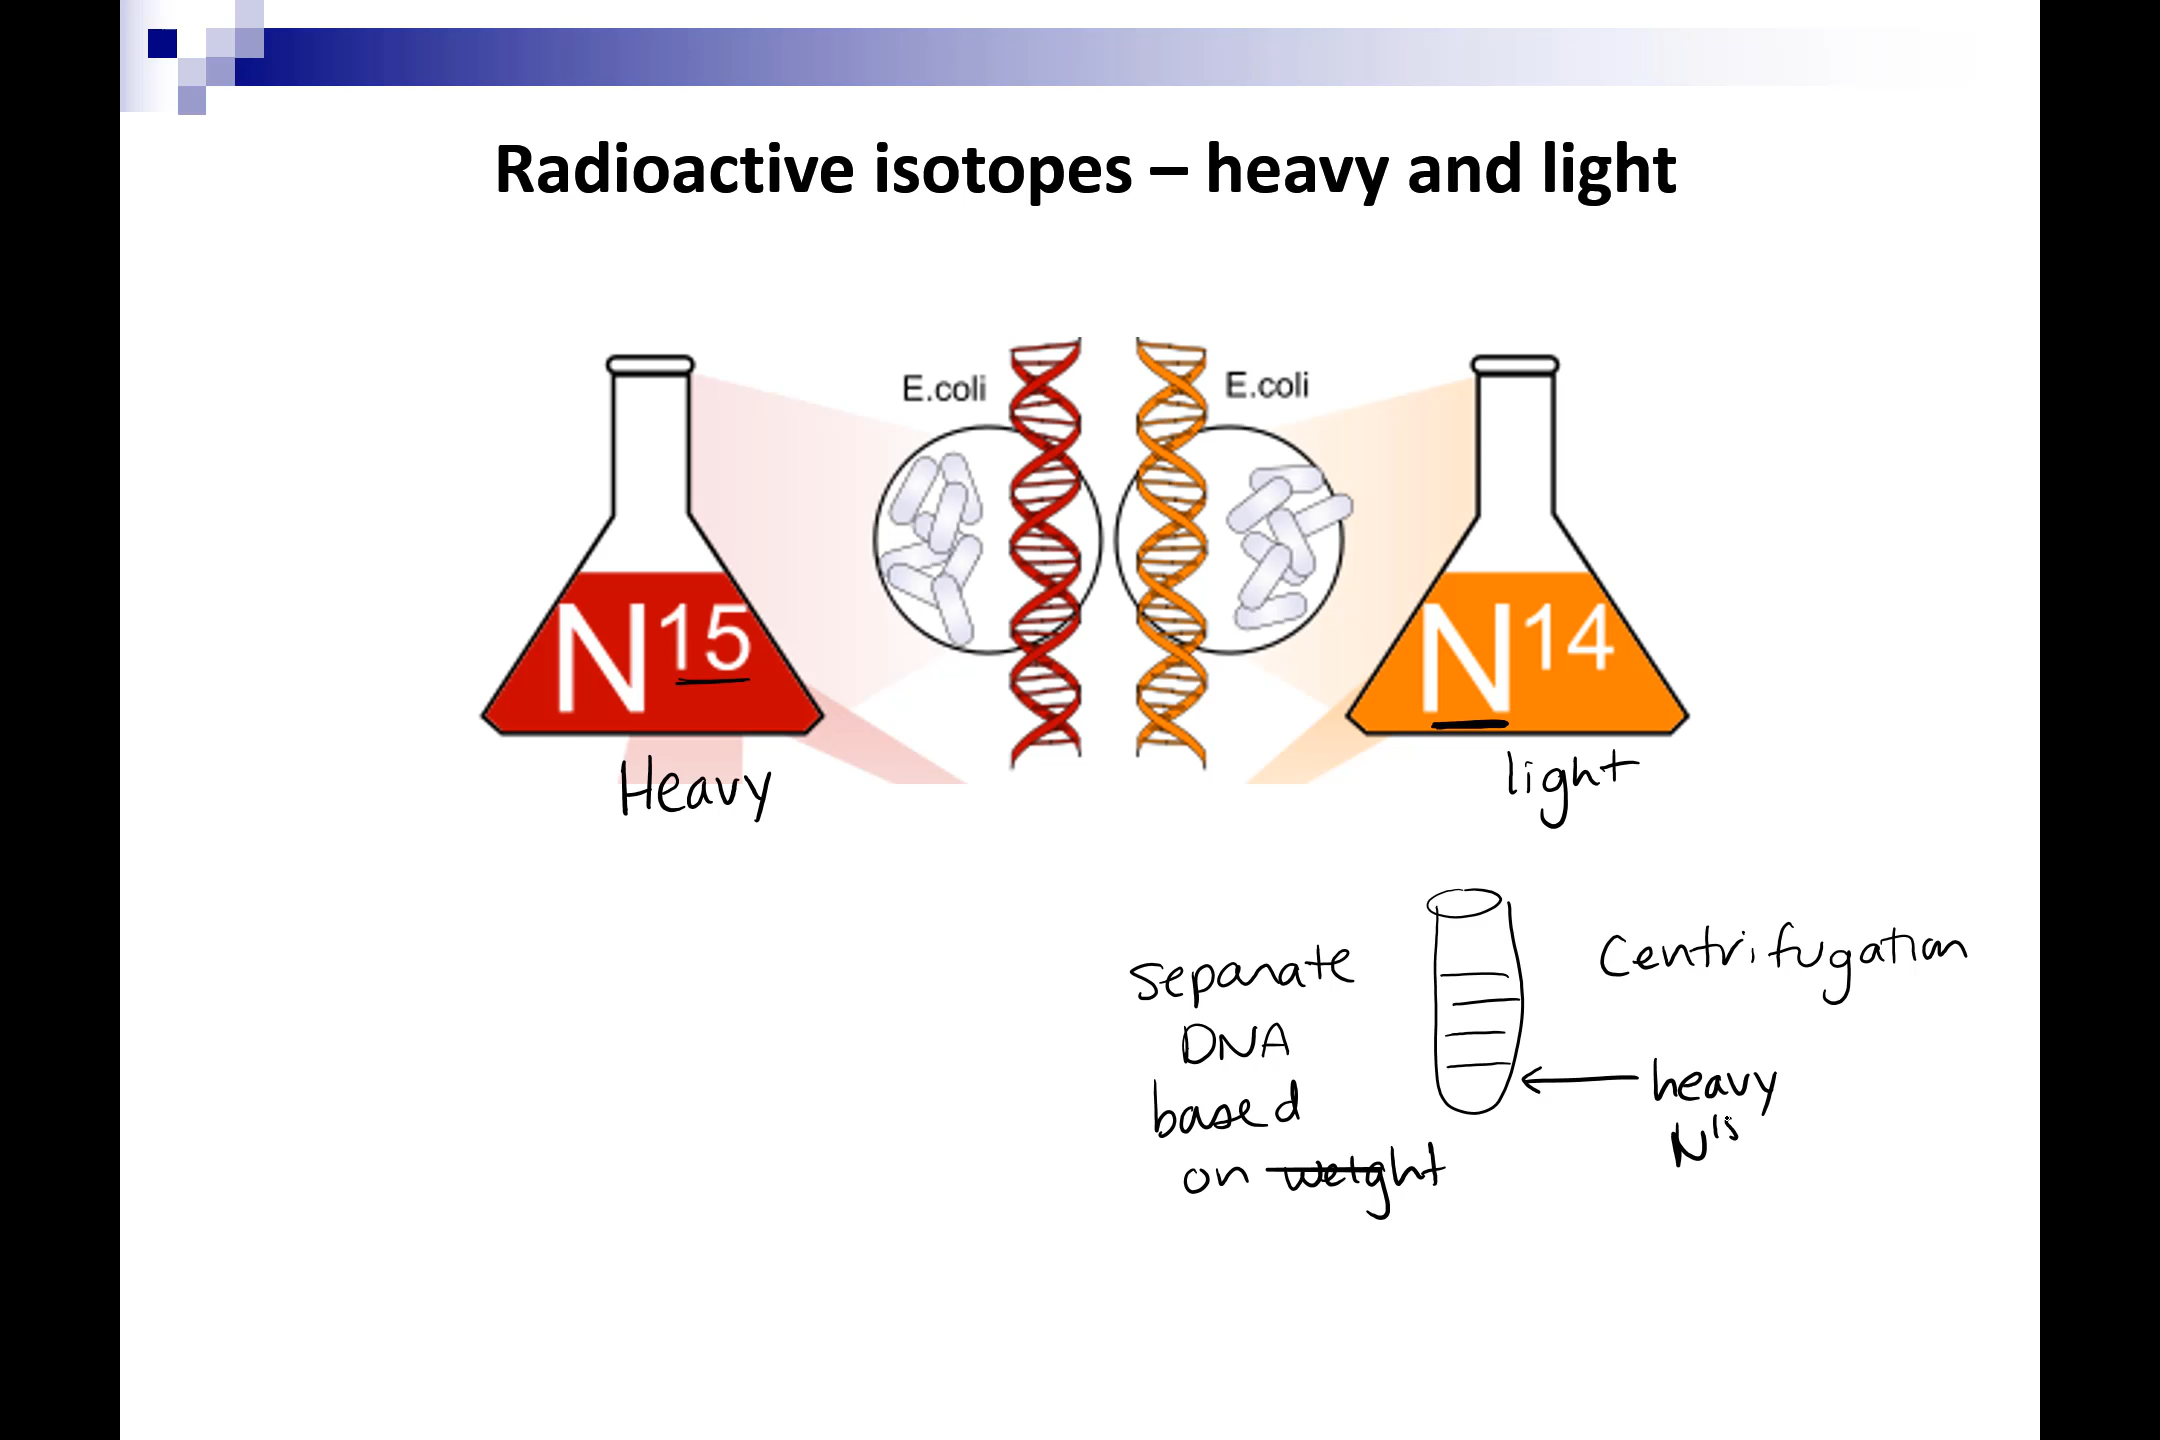 Radioactive isotopes – heavy and light
E.coli
E.coli
N15
N14
Heavy
light
separate
DNA
based
on weight
Centrifugation
heavy
N15